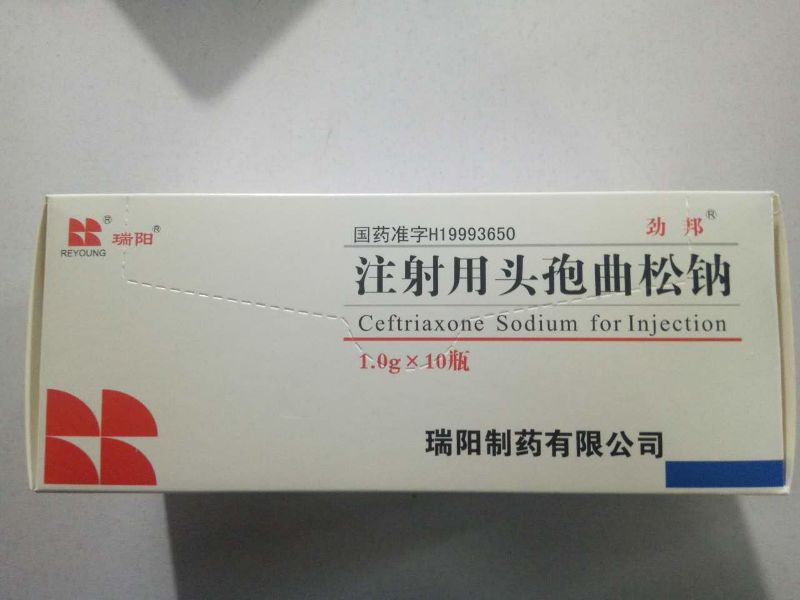 瑞阳®
REYOUNG
国药准字H19993650
劲邦®
注射用头孢曲松钠
Ceftriaxone Sodium for Injection
1.0g×10瓶
瑞阳制药有限公司